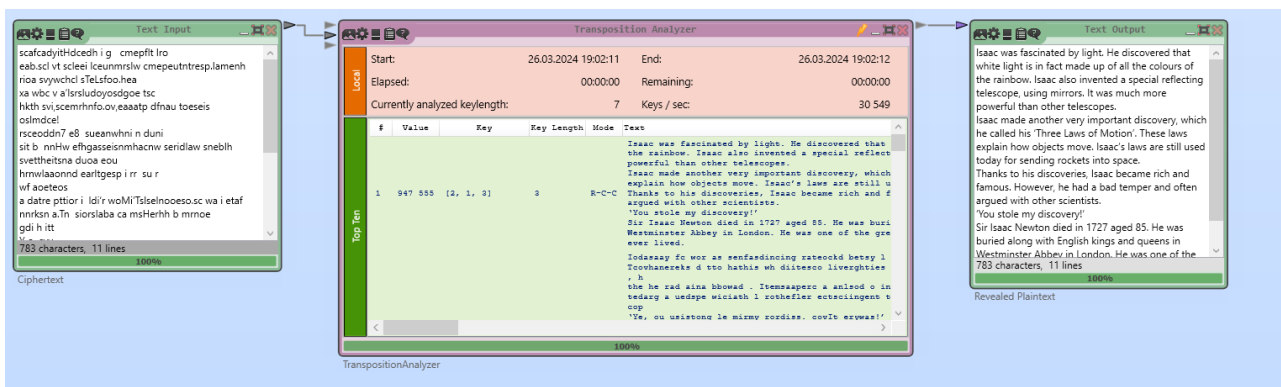 Text Input
scafcadyitHdcedh i g   cmepflt lro
eab.scl vt scleei lceunmrslw cmepeutntresp.lamenh
rioa svywchcl sTeLsfoo.hea
xa wbc v a'lsrsludoyosdgoe tsc
hkth svi,scemrhnfo.ov,eaaatp dfnau toeseis
oslmdce!
rsceoddn7 e8  sueanwhni n duni
sit b  nnHw efhgasseisnmhacnw seridlaw sneblh
svettheitsna duoa eou
hrnwlaaonnd earltgesp i rr  su r
wf aoeteos
a datre pttior i  ldi'r woMi'Tslselnooeso.sc wa i etaf
nnrksn a.Tn  siorslaba ca msHerhh b mrnoe
gdi h itt
783 characters,  11 lines
100%
Ciphertext
Transposition Analyzer
Local
Start: 26.03.2024 19:02:11 End: 26.03.2024 19:02:12
Elapsed: 00:00:00 Remaining: 00:00:00
Currently analyzed keylength: 7 Keys / sec: 30 549
Top Ten
# Value Key Key Length Mode Text
Isaac was fascinated by light. He discovered that
the rainbow. Isaac also invented a special reflect
powerful than other telescopes.
Isaac made another very important discovery, which
explain how objects move. Isaac's laws are still u
1 947 555 [2, 1, 3] 3 R-C-C Thanks to his discoveries, Isaac became rich and f
argued with other scientists.
'You stole my discovery!'
Sir Isaac Newton died in 1727 aged 85. He was buri
Westminster Abbey in London. He was one of the gre
ever lived.
Iodasaay fc wor as senfasdincing rateockd betsy l
Tcovhanereks d tto hathis wh diitesco liverghties
, h
the he rad aina bbowad . Itemsaaperc a anlsod o in
tedarg a uedspe wiciath l rothefler ectsciingent t
cop
'Ye, ou usistong le mirmy rordiss. covIt erywas!'
100%
TranspositionAnalyzer
Text Output
Isaac was fascinated by light. He discovered that
white light is in fact made up of all the colours of
the rainbow. Isaac also invented a special reflecting
telescope, using mirrors. It was much more
powerful than other telescopes.
Isaac made another very important discovery, which
he called his 'Three Laws of Motion'. These laws
explain how objects move. Isaac's laws are still used
today for sending rockets into space.
Thanks to his discoveries, Isaac became rich and
famous. However, he had a bad temper and often
argued with other scientists.
'You stole my discovery!'
Sir Isaac Newton died in 1727 aged 85. He was
buried along with English kings and queens in
Westminster Abbey in London. He was one of the
783 characters,  11 lines
100%
Revealed Plaintext